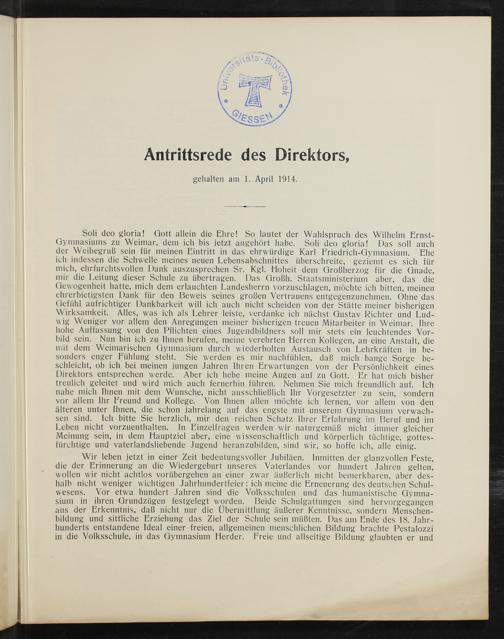 Universitäts-Bibliothek
GIESSEN
Antrittsrede des Direktors,
gehalten am 1. April 1914.
Soli deo gloria! Gott allein die Ehre! So lautet der Wahlspruch des Wilhelm Ernst-
Gymnasiums zu Weimar, dem ich bis jetzt angehört habe. Soli deo gloria! Das soll auch
der Weihegruß sein für meinen Eintritt in das ehrwürdige Karl Friedrich-Gymnasium. Ehe
ich indessen die Schwelle meines neuen Lebensabschnittes überschreite, geziemt es sich für
mich, ehrfurchtsvollen Dank auszusprechen Sr. Kgl. Hoheit dem Großherzog für die Gnade,
mir die Leitung dieser Schule zu übertragen. Das Großh. Staatsministerium aber, das die
Gewogenheit hatte, mich dem erlauchten Landesherrn vorzuschlagen, möchte ich bitten, meinen
ehrerbietigsten Dank für den Beweis seines großen Vertrauens entgegenzunehmen. Ohne das
Gefühl aufrichtiger Dankbarkeit will ich auch nicht scheiden von der Stätte meiner bisherigen
Wirksamkeit. Alles, was ich als Lehrer leiste, verdanke ich nächst Gustav Richter und Lud-
wig Weniger vor allem den Anregungen meiner bisherigen treuen Mitarbeiter in Weimar. Ihre
hohe Auffassung von den Pflichten eines Jugendbildners soll mir stets ein leuchtendes Vor-
bild sein. Nun bin ich zu Ihnen berufen, meine verehrten Herren Kollegen, an eine Anstalt, die
mit dem Weimarischen Gymnasium durch wiederholten Austausch von Lehrkräften in be-
sonders enger Fühlung steht. Sie werden es mir nachfühlen, daß mich bange Sorge be-
schleicht, ob ich bei meinen jungen Jahren Ihren Erwartungen von der Persönlichkeit eines
Direktors entsprechen werde. Aber ich hebe meine Augen auf zu Gott. Er hat mich bisher
treulich geleitet und wird mich auch fernerhin führen. Nehmen Sie mich freundlich auf. Ich
nahe mich Ihnen mit dem Wunsche, nicht ausschließlich Ihr Vorgesetzter zu sein, sondern
vor allem Ihr Freund und Kollege. Von Ihnen allen möchte ich lernen, vor allem von den
älteren unter Ihnen, die schon jahrelang auf das engste mit unserem Gymnasium verwach-
sen sind. Ich bitte Sie herzlich, mir den reichen Schatz Ihrer Erfahrung im Beruf und im
Leben nicht vorzuenthalten. In Einzelfragen werden wir naturgemäß nicht immer gleicher
Meinung sein, in dem Hauptziel aber, eine wissenschaftlich und körperlich tüchtige, gottes-
fürchtige und vaterlandsliebende Jugend heranzubilden, sind wir, so hoffe ich, alle einig.
Wir leben jetzt in einer Zeit bedeutungsvoller Jubiläen. Inmitten der glanzvollen Feste,
die der Erinnerung an die Wiedergeburt unseres Vaterlandes vor hundert Jahren gelten,
wollen wir nicht achtlos vorübergehen an einer zwar äußerlich nicht bemerkbaren, aber des-
halb nicht weniger wichtigen Jahrhundertfeier: ich meine die Erneuerung des deutschen Schul-
wesens. Vor etwa hundert Jahren sind die Volksschulen und das humanistische Gymna-
sium in ihren Grundzügen festgelegt worden. Beide Schulgattungen sind hervorgegangen
aus der Erkenntnis, daß nicht nur die Übermittlung äußerer Kenntnisse, sondern Menschen-
bildung und sittliche Erziehung das Ziel der Schule sein müßten. Das am Ende des 18. Jahr-
hunderts entstandene Ideal einer freien, allgemeinen menschlichen Bildung brachte Pestalozzi
in die Volksschule, in das Gymnasium Herder. Freie und allseitige Bildung glaubten er und